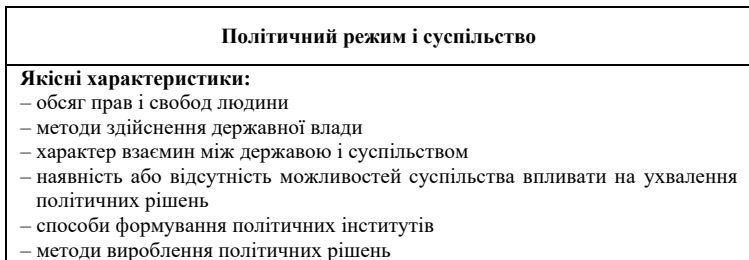 Політичний режим і суспільство
Якісні характеристики:
– обсяг прав і свобод людини
– методи здійснення державної влади
– характер взаємин між державою і суспільством
– наявність або відсутність можливостей суспільства впливати на ухвалення
політичних рішень
– способи формування політичних інститутів
– методи вироблення політичних рішень